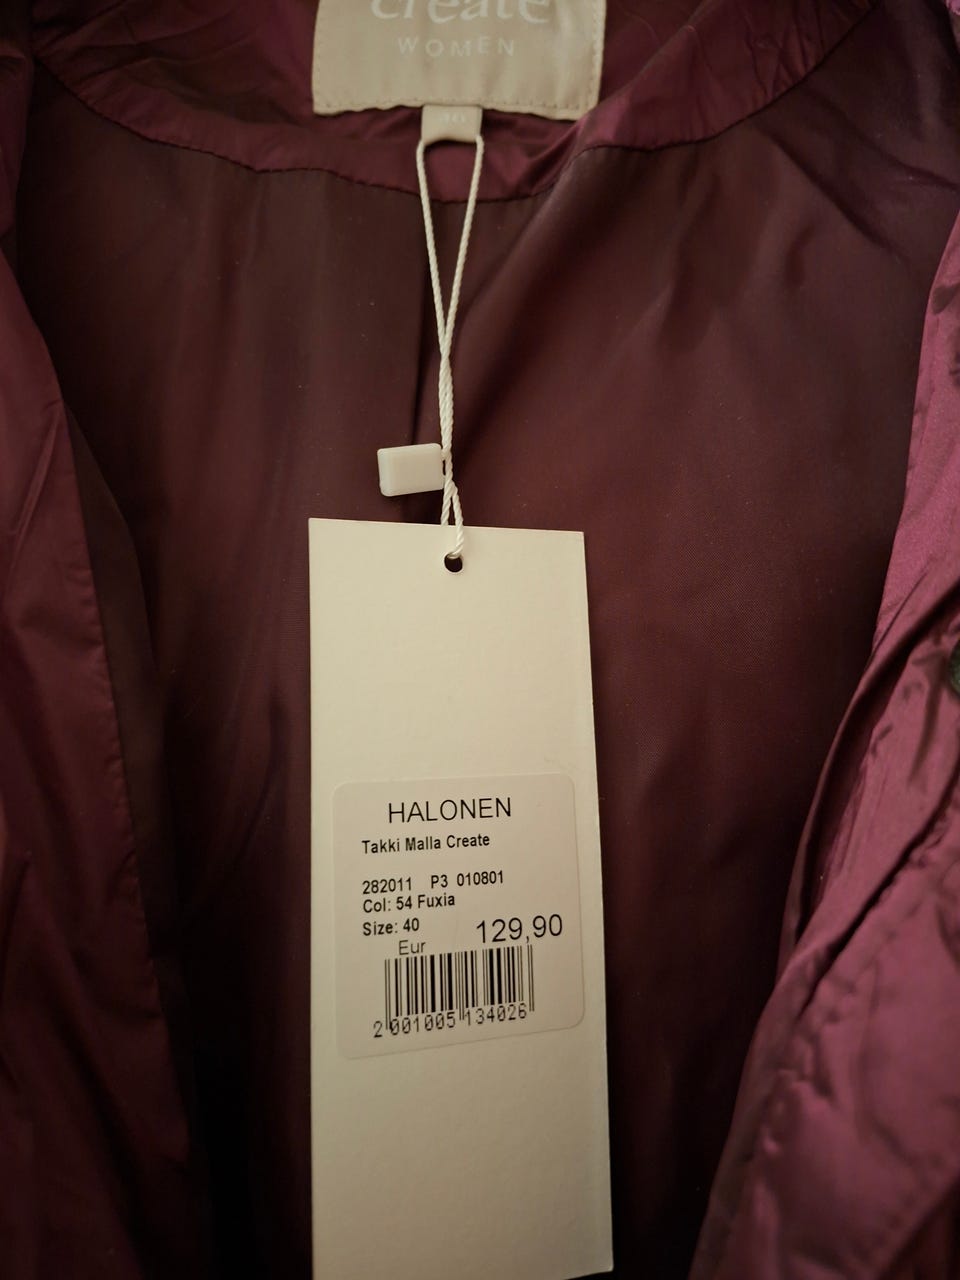 create
WOMEN
40
HALONEN
Takki Malla Create
282011 P3 010801
Col: 54 Fuxia
Size: 40
Eur 129,90
2 001005 134026